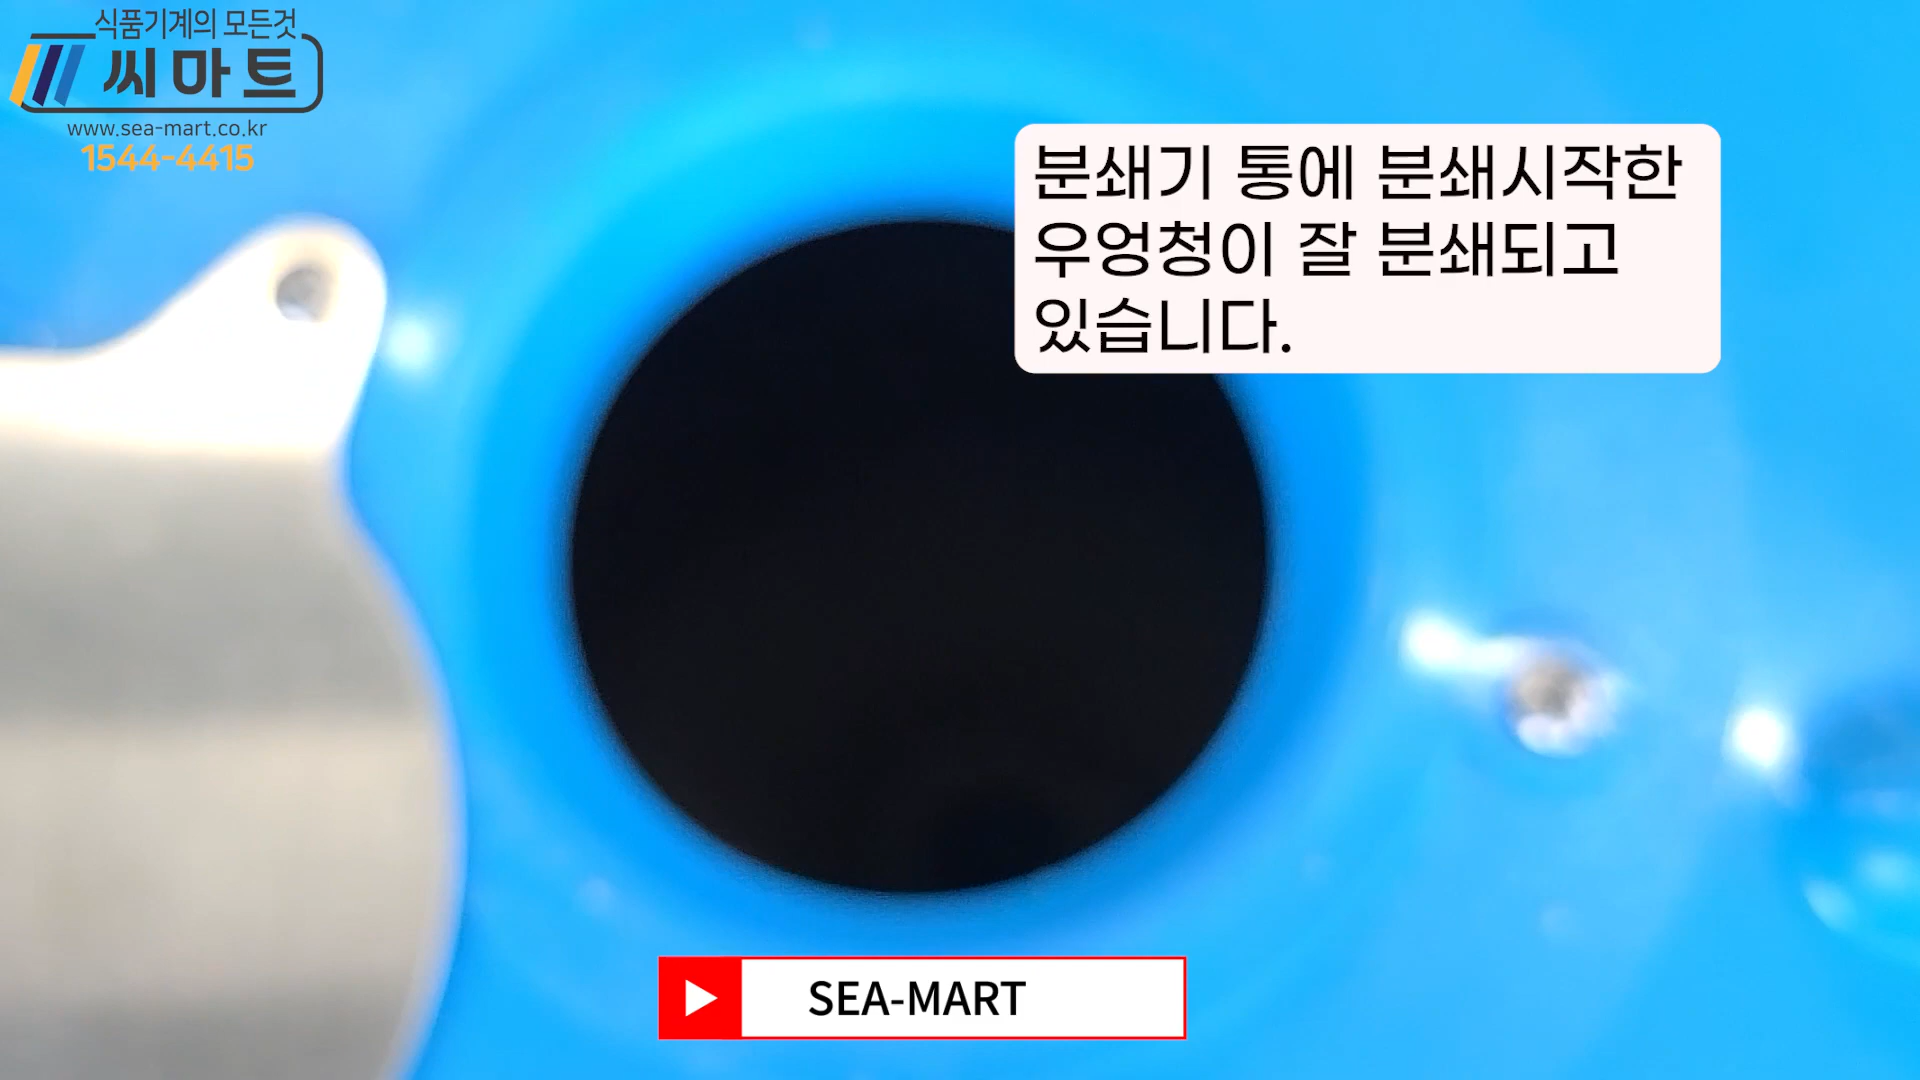 식품기계의 모든것
씨마트
www.sea-mart.co.kr
1544-4415
분쇄기 통에 분쇄시작한
우엉청이 잘 분쇄되고
있습니다.
SEA-MART